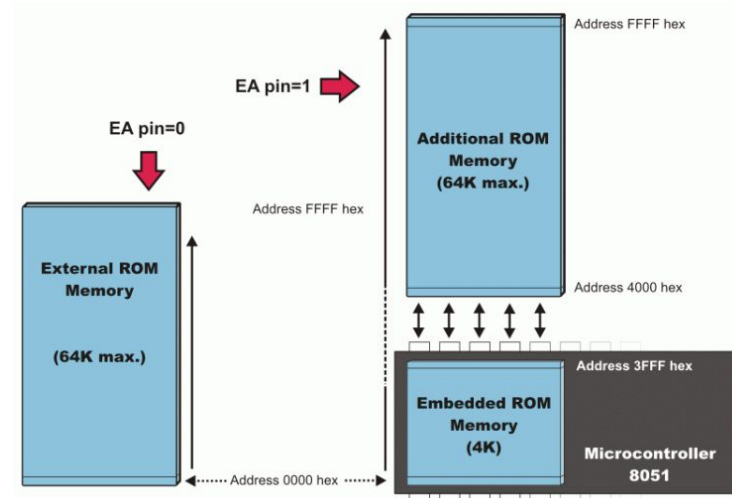 Address FFFF hex
EA pin=1
EA pin=0
Additional ROM
Memory
(64K max.)
Address FFFF hex
External ROM
Memory
(64K max.)
Address 4000 hex
Address 3FFF hex
Embedded ROM
Memory
(4K)
Microcontroller
8051
Address 0000 hex